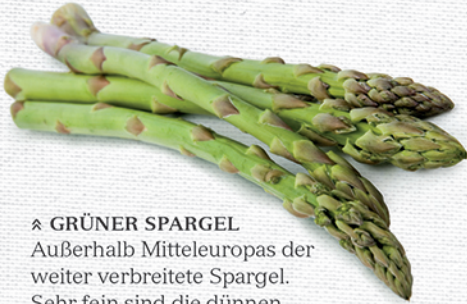 ︽ GRÜNER SPARGEL
Außerhalb Mitteleuropas der
weiter verbreitete Spargel.
Sehr fein sind die dünnen